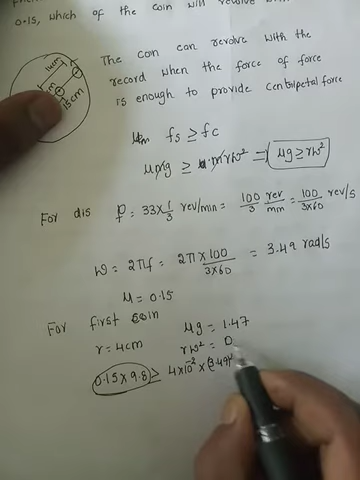 0.15, which of the coin will revolve with
The coin can revolve with the
record when the force of force
is enough to provide centripetal force
14cm
15cm
fs ≥ fc
μmg ≥ mrω² = μg ≥ rω²
For dis f = 33 × 1/3 rev/min = 100/3 rev/min = 100/3×60 rev/s
ω = 2πf = 2π × 100/3×60 = 3.49 rad/s
μ = 0.15
For first coin μg = 1.47
r = 4cm rω² = 0
0.15 × 9.8 ≥ 4×10⁻² × (3.49)²